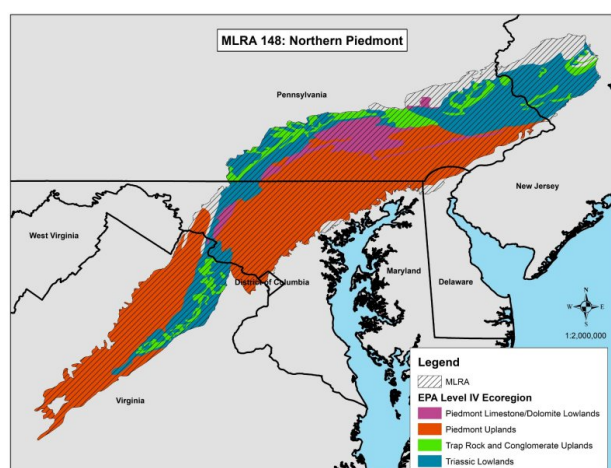 MLRA 148: Northern Piedmont
Pennsylvania
New Jersey
West Virginia
District of Columbia
Maryland
Delaware
Virginia
N
W E
S
1:2,000,000
Legend
MLRA
EPA Level IV Ecoregion
Piedmont Limestone/Dolomite Lowlands
Piedmont Uplands
Trap Rock and Conglomerate Uplands
Triassic Lowlands